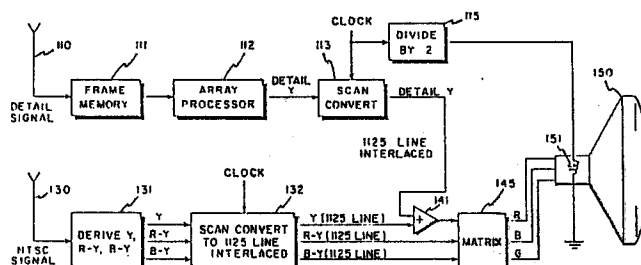 CLOCK
115
DIVIDE
BY 2
110
111
112
113
150
DETAIL
SIGNAL
FRAME
MEMORY
ARRAY
PROCESSOR
DETAIL
Y
SCAN
CONVERT
DETAIL Y
1125 LINE
INTERLACED
151
130
131
CLOCK
132
141
145
NTSC
SIGNAL
DERIVE Y,
R-Y, B-Y
Y
R-Y
B-Y
SCAN CONVERT
TO 1125 LINE
INTERLACED
Y (1125 LINE)
R-Y(1125 LINE)
B-Y(1125 LINE)
+
MATRIX
R
B
G